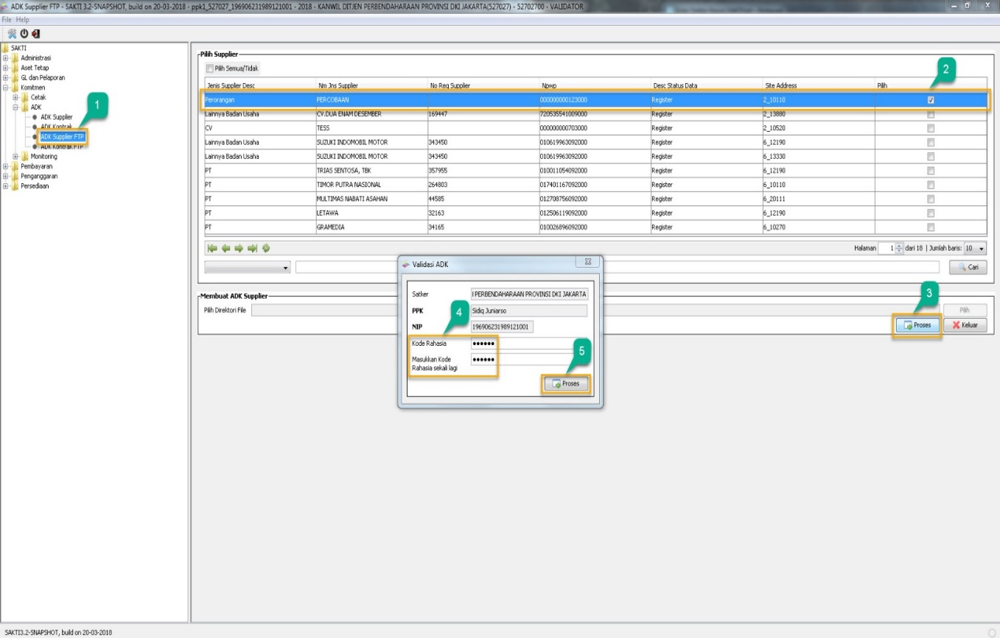 ADK Supplier FTP - SAKTI 3.2-SNAPSHOT, build on 20-03-2018 - ppk1_527027_196906231989121001 - 2018 - KANWIL DITJEN PERBENDAHARAAN PROVINSI DKI JAKARTA(527027) - 52702700 - VALIDATOR
File Help
SAKTI
Administrasi
Aset Tetap
GL dan Pelaporan
Komitmen
Cetak
ADK
1
ADK Supplier
ADK Kontrak
ADK Supplier FTP
ADK Kontrak FTP
Monitoring
Pembayaran
Penganggaran
Persediaan
Pilih Supplier
Pilih Semua/Tidak
2
Jenis Supplier Desc Nm Jns Supplier No Reg Supplier Npwp Desc Status Data Site Address Pilih
Perorangan PERCOBAAN 000000000123000 Register 2_10110
Lainnya Badan Usaha CV.DUA ENAM DESEMBER 169447 720535541009000 Register 2_13880
CV TESS 000000000703000 Register 2_10520
Lainnya Badan Usaha SUZUKI INDOMOBIL MOTOR 343450 010619963092000 Register 6_12190
Lainnya Badan Usaha SUZUKI INDOMOBIL MOTOR 343450 010619963092000 Register 6_13330
PT TRIAS SENTOSA, TBK 357955 010011054092000 Register 6_12190
PT TIMOR PUTRA NASIONAL 264803 017401167092000 Register 6_10110
PT MULTIMAS NABATI ASAHAN 44585 012708756092000 Register 6_20111
PT LETAWA 32163 012506119092000 Register 6_12190
PT GRAMEDIA 34165 010026896092000 Register 6_10270
Halaman 1 dari 18 | Jumlah baris: 10
Cari
Membuat ADK Supplier
Pilih Direktori File
Pilih
3
Proses Keluar
Validasi ADK
Satker I PERBENDAHARAAN PROVINSI DKI JAKARTA
PPK Sidiq Juniarso
4
NIP 196906231989121001
Kode Rahasia ●●●●●●
Masukkan Kode ●●●●●●
Rahasia sekali lagi
5
Proses
SAKTI3.2-SNAPSHOT, build on 20-03-2018